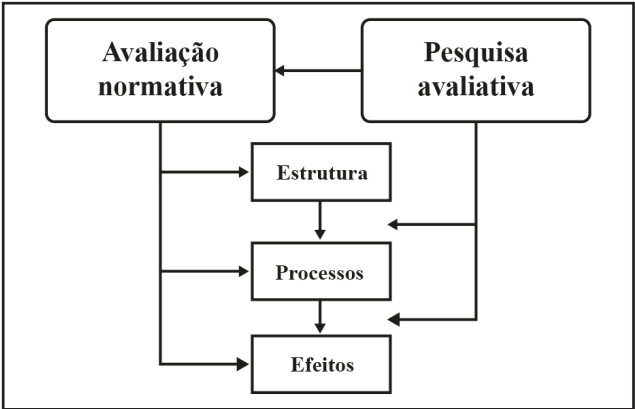 Avaliação
normativa
Pesquisa
avaliativa
Estrutura
Processos
Efeitos